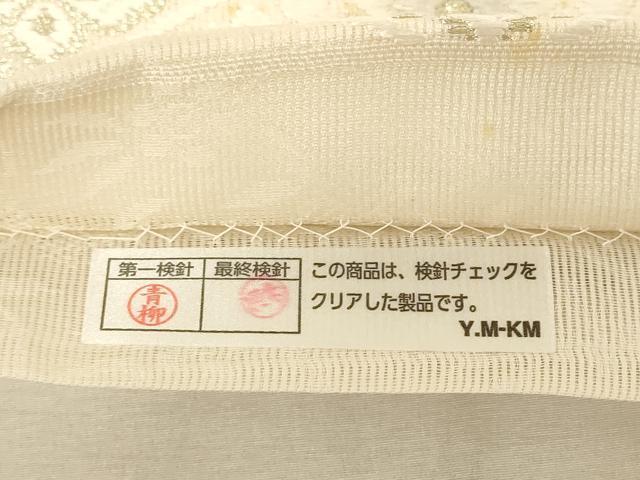 第一検針 最終検針
青柳
この商品は、検針チェックを
クリアした製品です。
Y.M-KM